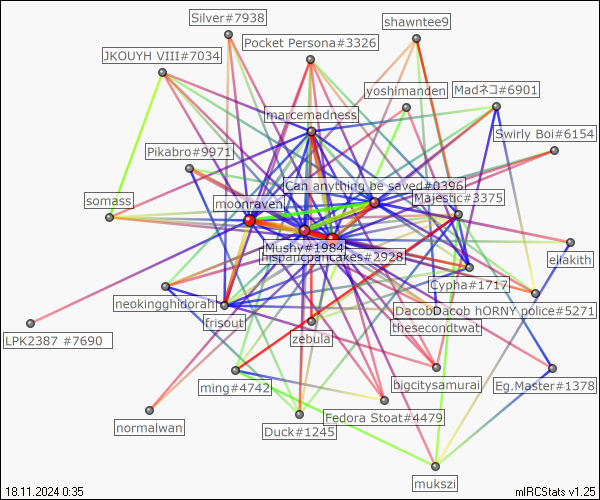 Silver#7938
shawntee9
Pocket Persona#3326
JKOUYH VIII#7034
yoshimanden
Madネコ#6901
marcemadness
Swirly Boi#6154
Pikabro#9971
Can anything be saved#0396
Majestic#3375
somass
moonraven
Mushy#1984
hispanicpancakes#2928
eliakith
Cypha#1717
neokingghidorah
DacobDacob hORNY police#5271
frisout
thesecondtwat
LPK2387 #7690
zebula
ming#4742
bigcitysamurai
Eg.Master#1378
normalwan
Fedora Stoat#4479
Duck#1245
mukszi
18.11.2024 0:35
mIRCStats v1.25